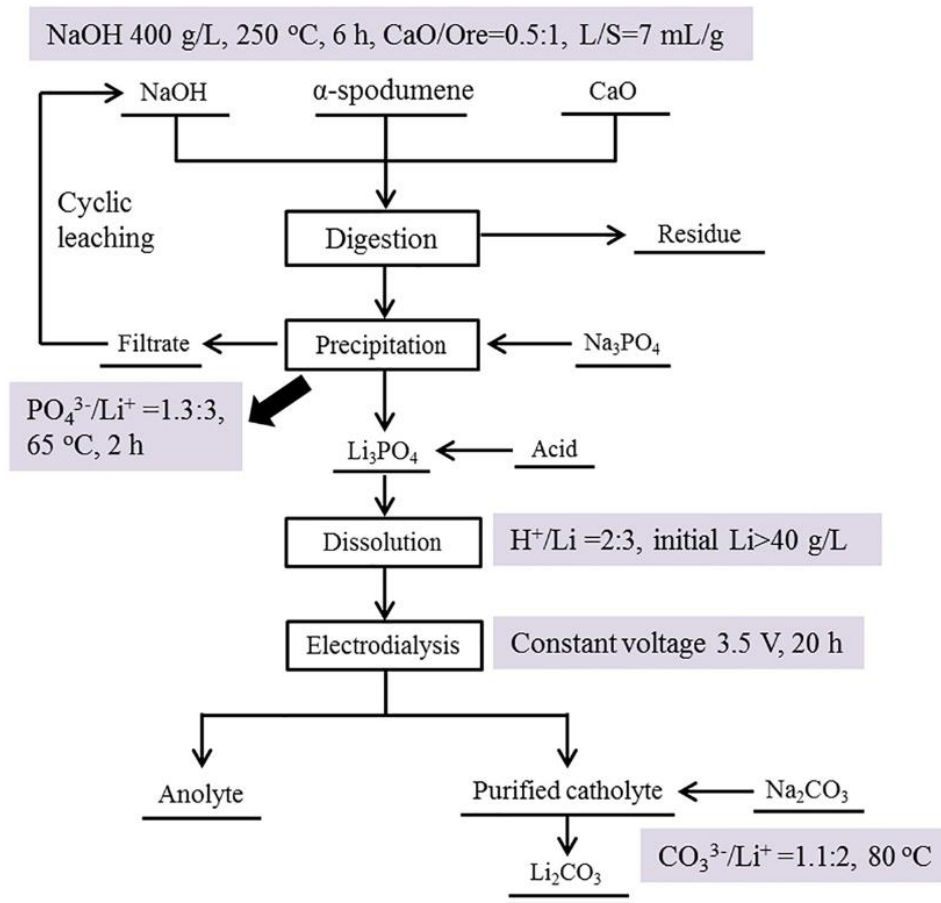 NaOH 400 g/L, 250 °C, 6 h, CaO/Ore=0.5:1, L/S=7 mL/g
NaOH
α-spodumene
CaO
Cyclic
leaching
Digestion
Residue
Filtrate
Precipitation
Na₃PO₄
PO₄³⁻/Li⁺ =1.3:3,
65 °C, 2 h
Li₃PO₄
Acid
Dissolution
H⁺/Li =2:3, initial Li>40 g/L
Electrodialysis
Constant voltage 3.5 V, 20 h
Anolyte
Purified catholyte
Na₂CO₃
CO₃³⁻/Li⁺ =1.1:2, 80 °C
Li₂CO₃